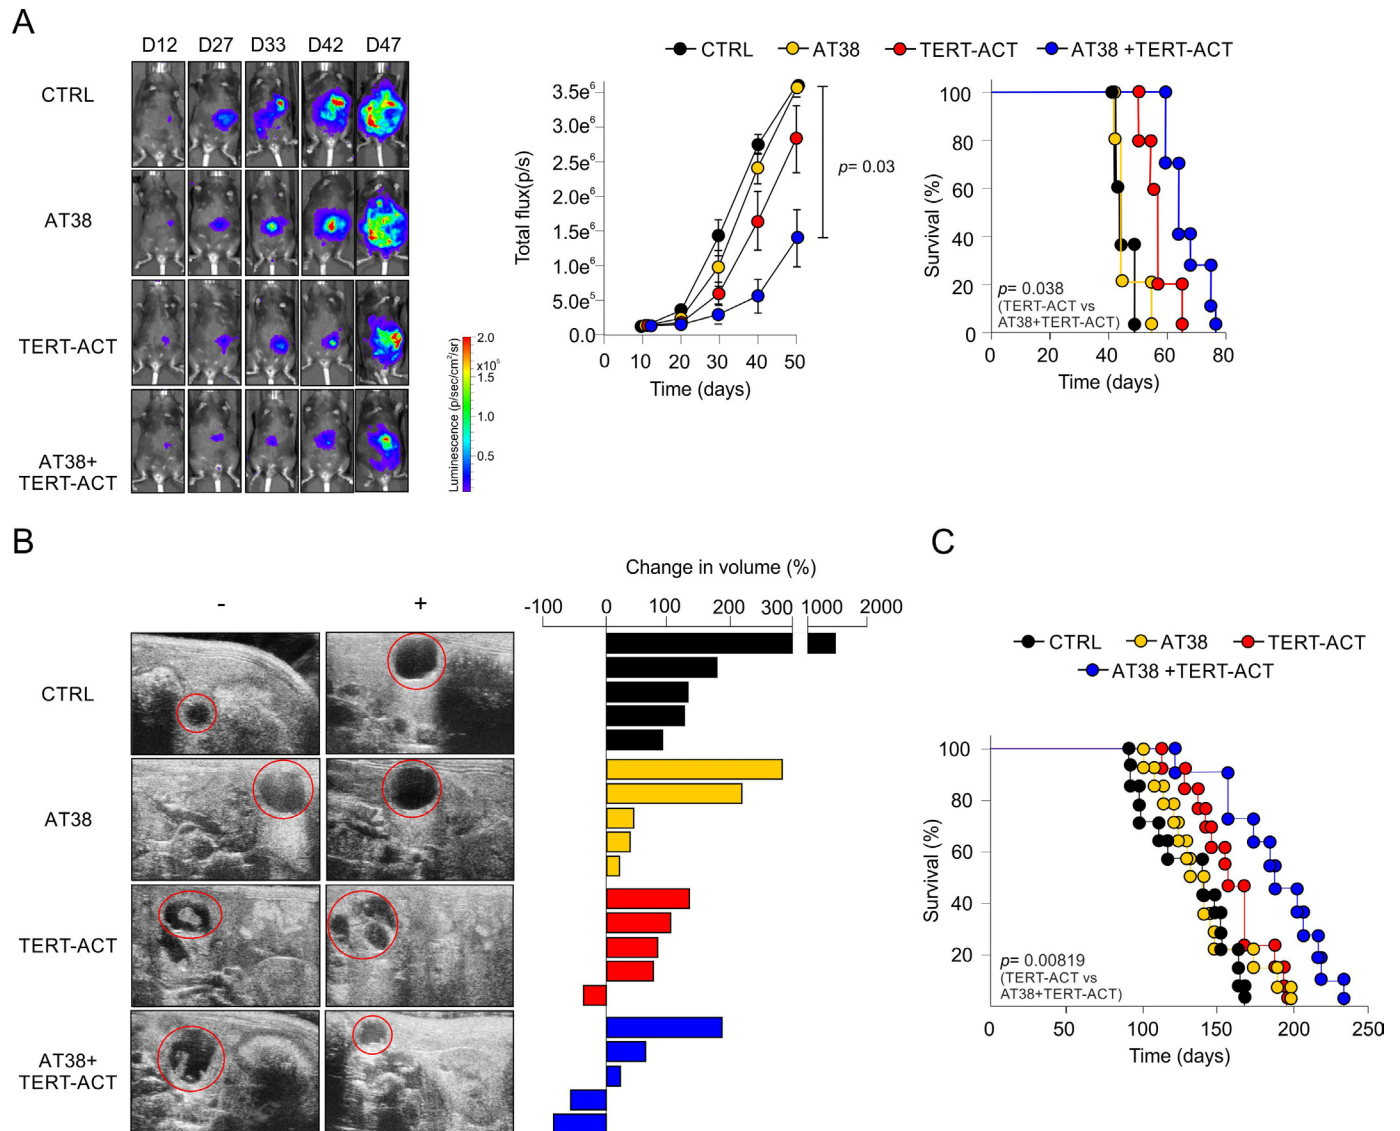 A
D12 D27 D33 D42 D47
CTRL
AT38
TERT-ACT
AT38+
TERT-ACT
Luminescence (p/sec/cm²/sr)
2.0
x10⁵
1.5
1.0
0.5
CTRL AT38 TERT-ACT AT38 +TERT-ACT
Total flux(p/s)
3.5e⁶
3.0e⁶
2.5e⁶
2.0e⁶
1.5e⁶
1.0e⁶
5.0e⁵
0.0
0 10 20 30 40 50
Time (days)
p= 0.03
Survival (%)
100
80
60
40
20
0
p= 0.038
(TERT-ACT vs
AT38+TERT-ACT)
0 20 40 60 80
Time (days)
B
- +
CTRL
AT38
TERT-ACT
AT38+
TERT-ACT
Change in volume (%)
-100 0 100 200 300 1000 2000
C
CTRL AT38 TERT-ACT
AT38 +TERT-ACT
Survival (%)
100
80
60
40
20
p= 0.00819
(TERT-ACT vs
AT38+TERT-ACT)
0 50 100 150 200 250
Time (days)